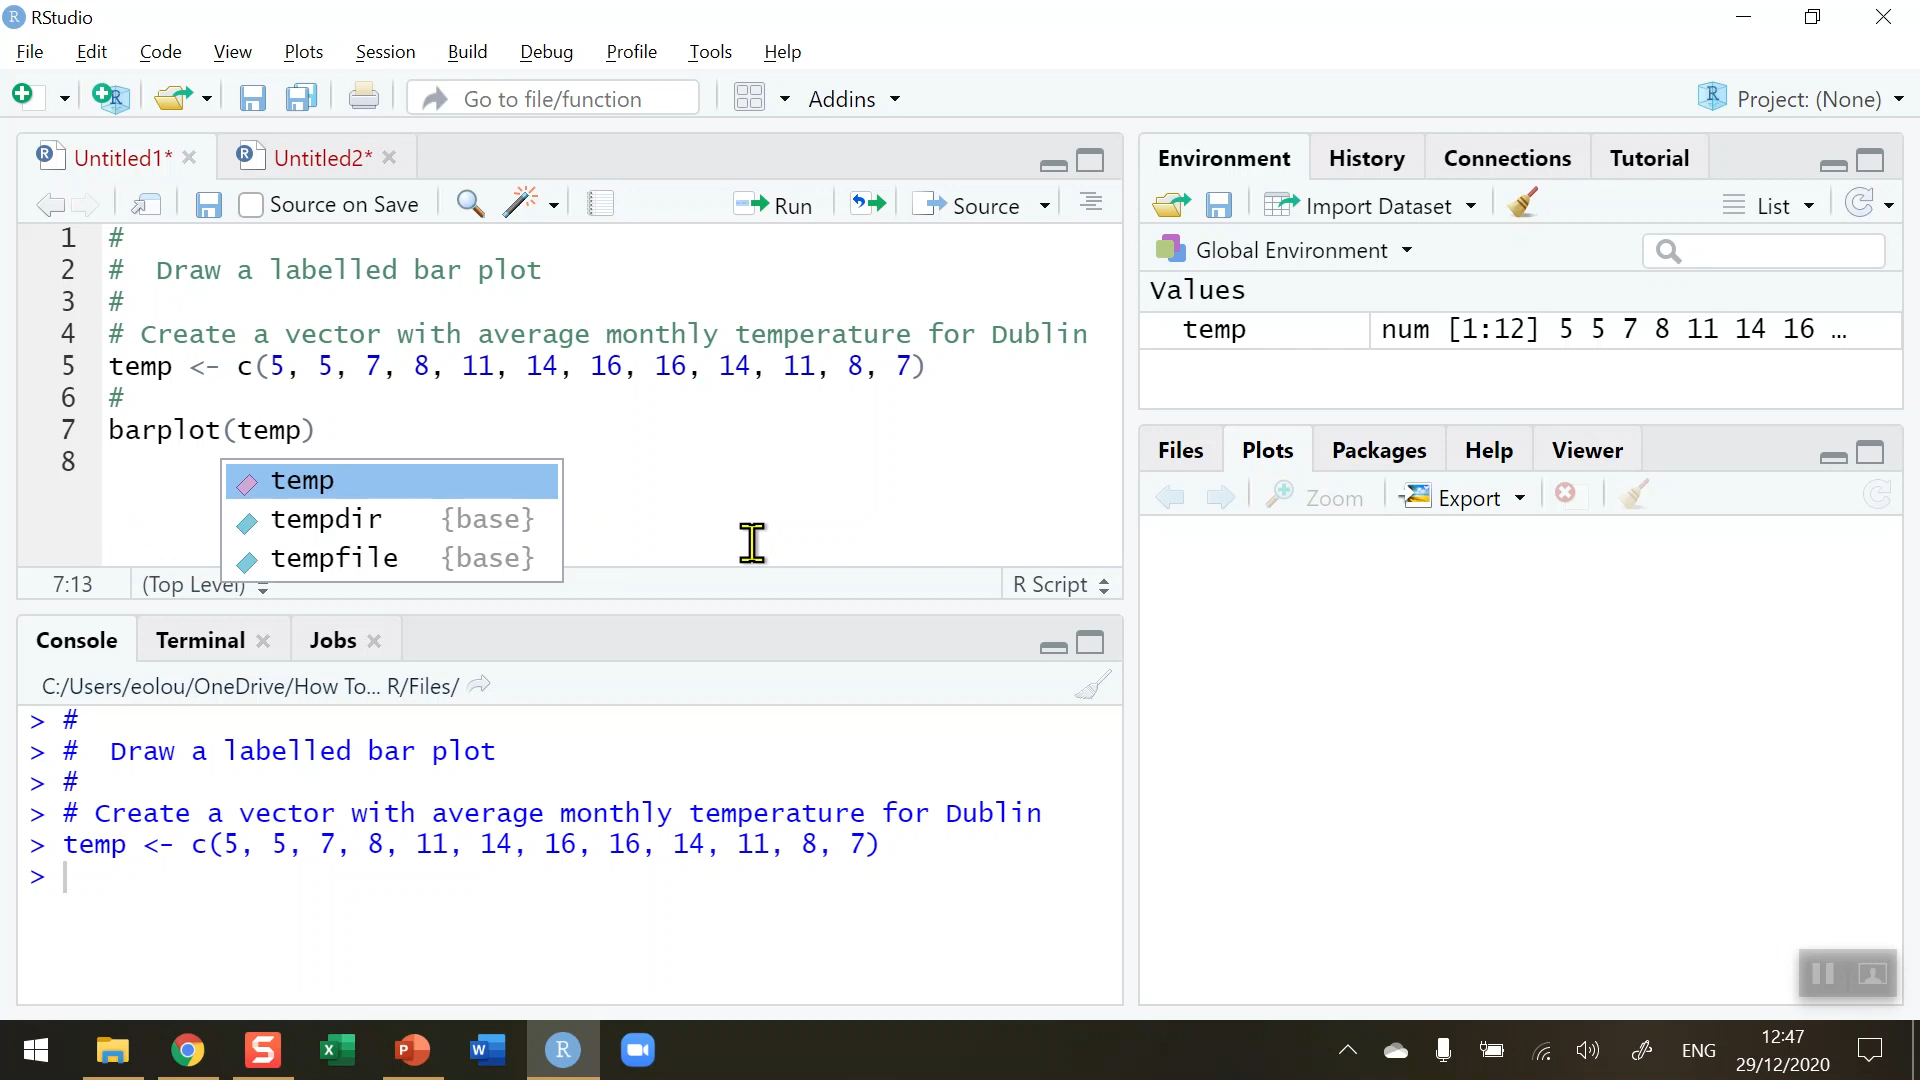 RStudio
File Edit Code View Plots Session Build Debug Profile Tools Help
Go to file/function Addins Project: (None)
Untitled1* Untitled2*
Source on Save Run Source
1 #
2 #  Draw a labelled bar plot
3 #
4 # Create a vector with average monthly temperature for Dublin
5 temp <- c(5, 5, 7, 8, 11, 14, 16, 16, 14, 11, 8, 7)
6 #
7 barplot(temp)
8
temp
tempdir {base}
tempfile {base}
7:13 (Top Level) R Script
Console Terminal Jobs
C:/Users/eolou/OneDrive/How To... R/Files/
> #
> #  Draw a labelled bar plot
> #
> # Create a vector with average monthly temperature for Dublin
> temp <- c(5, 5, 7, 8, 11, 14, 16, 16, 14, 11, 8, 7)
>
Environment History Connections Tutorial
Import Dataset List
Global Environment
Values
temp num [1:12] 5 5 7 8 11 14 16 ...
Files Plots Packages Help Viewer
Zoom Export
ENG
12:47
29/12/2020